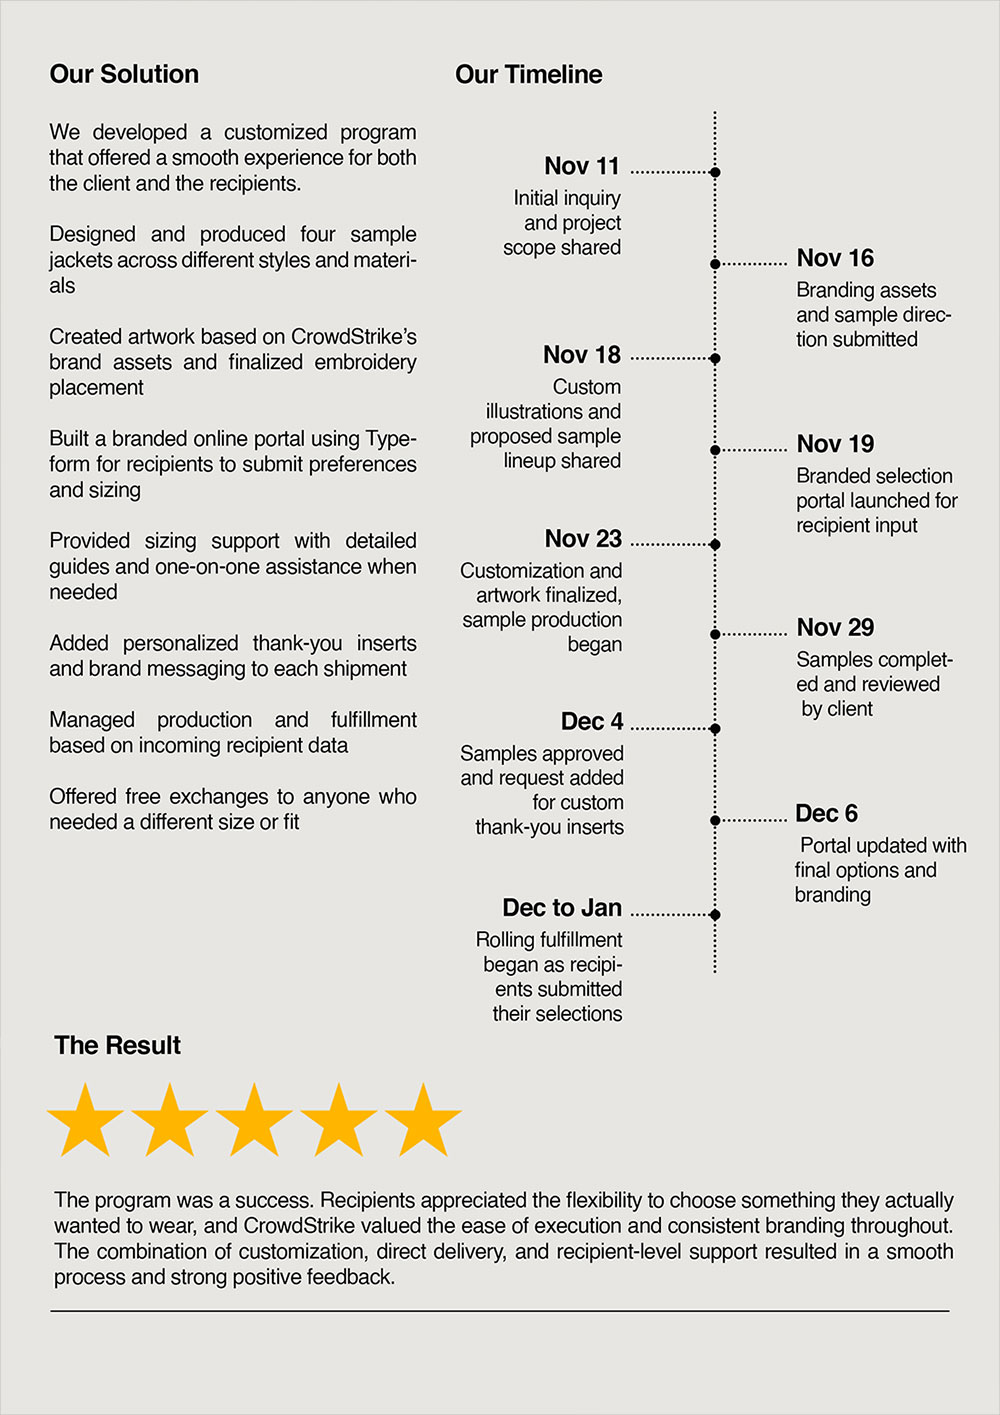 Our Solution
We developed a customized program
that offered a smooth experience for both
the client and the recipients.
Designed and produced four sample
jackets across different styles and materi-
als
Created artwork based on CrowdStrike’s
brand assets and finalized embroidery
placement
Built a branded online portal using Type-
form for recipients to submit preferences
and sizing
Provided sizing support with detailed
guides and one-on-one assistance when
needed
Added personalized thank-you inserts
and brand messaging to each shipment
Managed production and fulfillment
based on incoming recipient data
Offered free exchanges to anyone who
needed a different size or fit
Our Timeline
Nov 11
Initial inquiry
and project
scope shared
Nov 16
Branding assets
and sample direc-
tion submitted
Nov 18
Custom
illustrations and
proposed sample
lineup shared
Nov 19
Branded selection
portal launched for
recipient input
Nov 23
Customization and
artwork finalized,
sample production
began
Nov 29
Samples complet-
ed and reviewed
by client
Dec 4
Samples approved
and request added
for custom
thank-you inserts
Dec 6
Portal updated with
final options and
branding
Dec to Jan
Rolling fulfillment
began as recipi-
ents submitted
their selections
The Result
The program was a success. Recipients appreciated the flexibility to choose something they actually
wanted to wear, and CrowdStrike valued the ease of execution and consistent branding throughout.
The combination of customization, direct delivery, and recipient-level support resulted in a smooth
process and strong positive feedback.